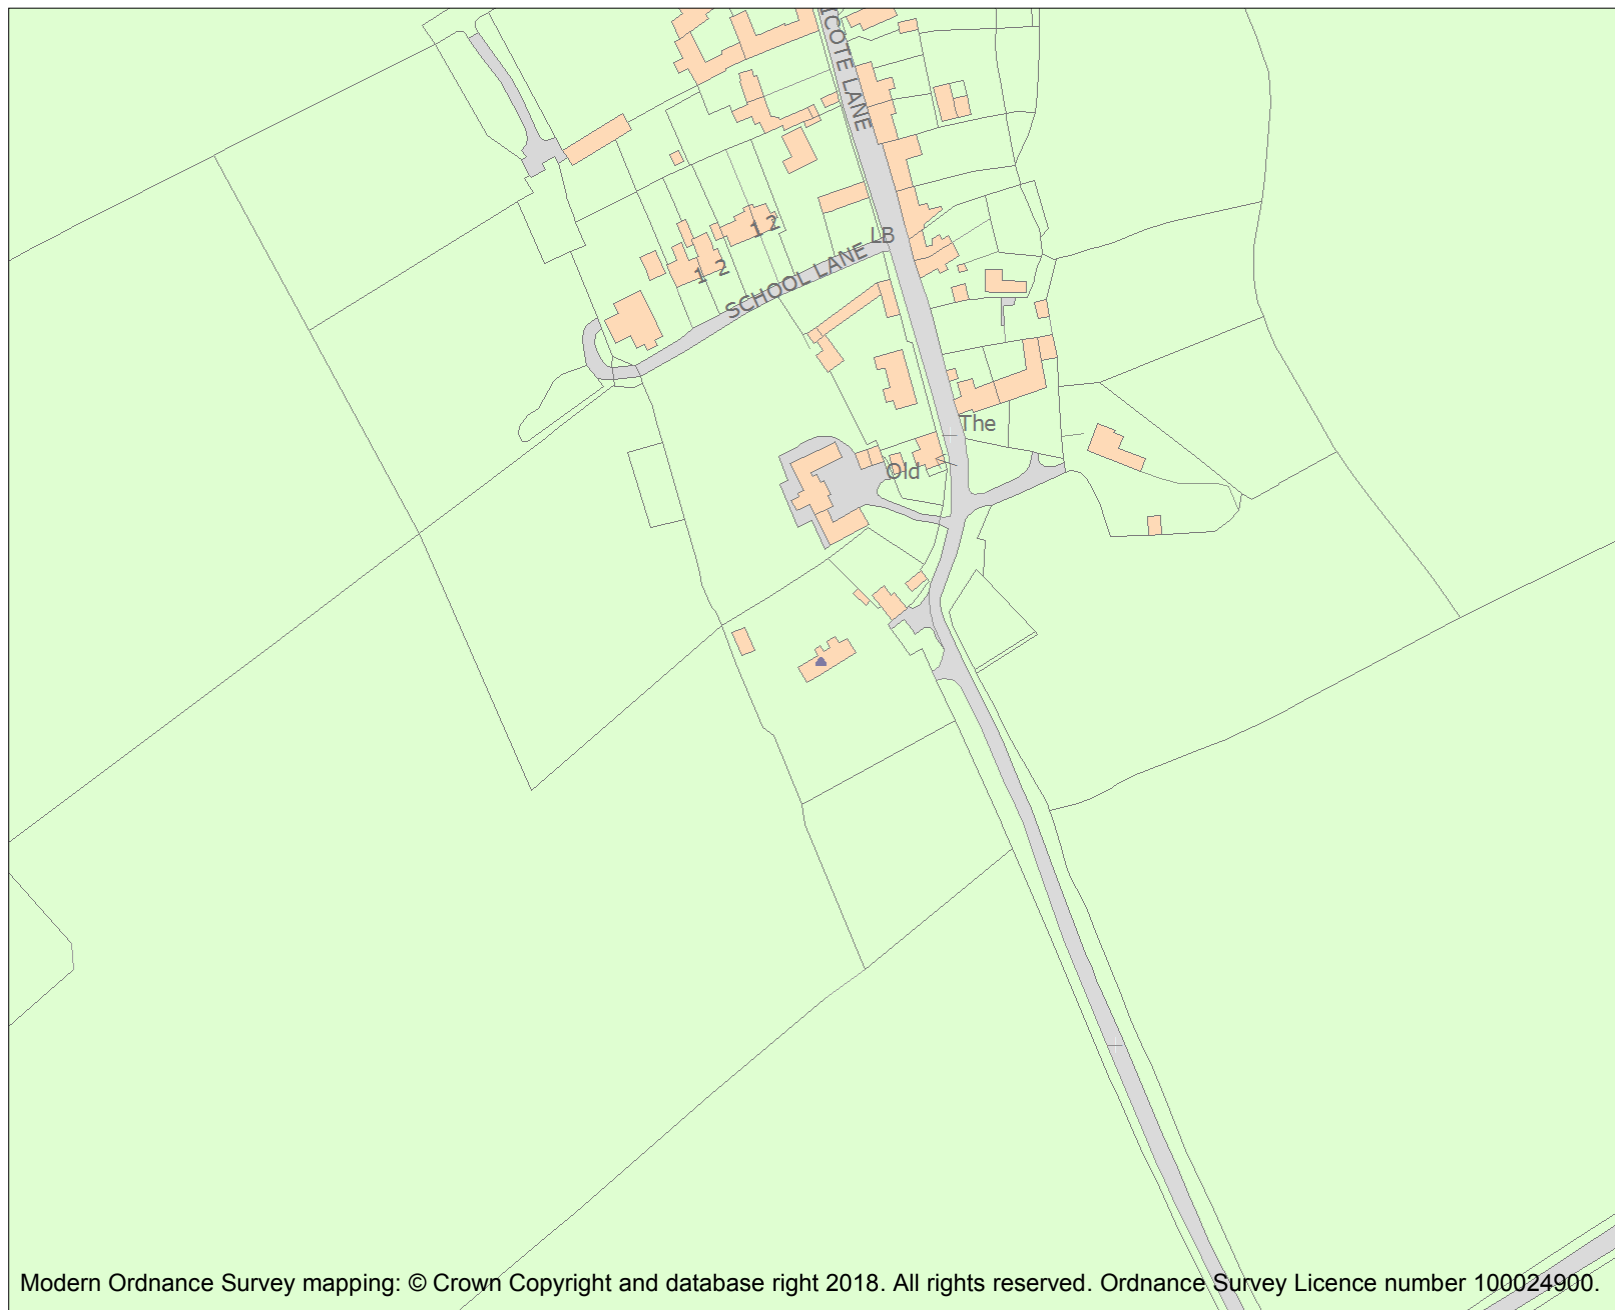 COTE LANE
1 2
LB
1 2
SCHOOL LANE
The
Old
Modern Ordnance Survey mapping: © Crown Copyright and database right 2018. All rights reserved. Ordnance Survey Licence number 100024900.